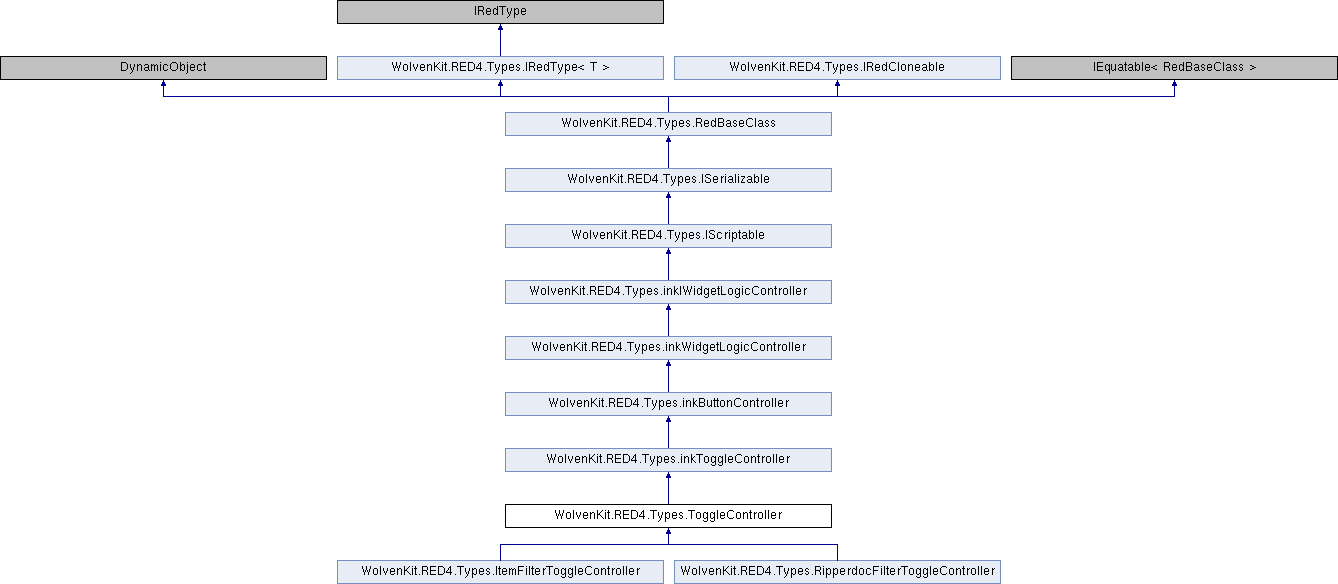 IRedType
DynamicObject
WolvenKit.RED4.Types.IRedType< T >
WolvenKit.RED4.Types.IRedCloneable
IEquatable< RedBaseClass >
WolvenKit.RED4.Types.RedBaseClass
WolvenKit.RED4.Types.ISerializable
WolvenKit.RED4.Types.IScriptable
WolvenKit.RED4.Types.inkIWidgetLogicController
WolvenKit.RED4.Types.inkWidgetLogicController
WolvenKit.RED4.Types.inkButtonController
WolvenKit.RED4.Types.inkToggleController
WolvenKit.RED4.Types.ToggleController
WolvenKit.RED4.Types.ItemFilterToggleController
WolvenKit.RED4.Types.RipperdocFilterToggleController